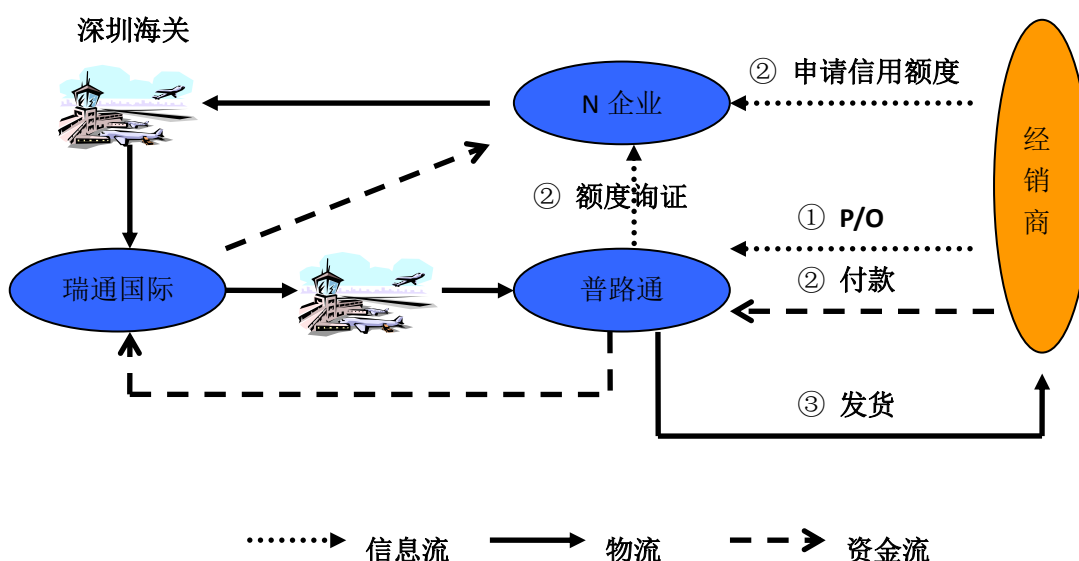 深圳海关
② 申请信用额度
N 企业
经销商
② 额度询证
① P/O
瑞通国际
普路通
② 付款
③ 发货
信息流
物流
资金流